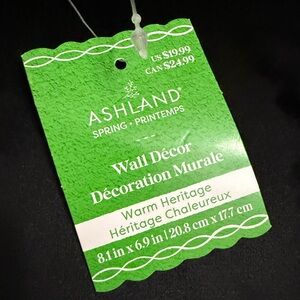 US $19.99
CAN $24.99
ASHLAND®
SPRING • PRINTEMPS
Wall Décor
Décoration Murale
Warm Heritage
Héritage Chaleureux
8.1 in x 6.9 in | 20.8 cm x 17.7 cm